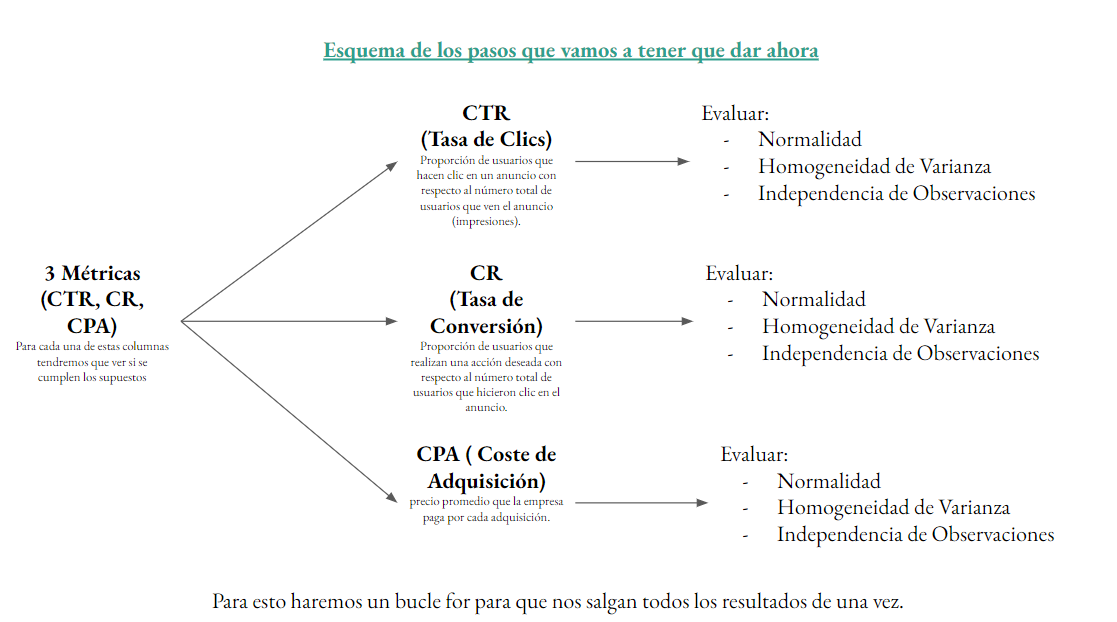 Esquema de los pasos que vamos a tener que dar ahora
3 Métricas
(CTR, CR,
CPA)
Para cada una de estas columnas
tendremos que ver si se
cumplen los supuestos
CTR
(Tasa de Clics)
Proporción de usuarios que
hacen clic en un anuncio con
respecto al número total de
usuarios que ven el anuncio
(impresiones).
Evaluar:
- Normalidad
- Homogeneidad de Varianza
- Independencia de Observaciones
CR
(Tasa de
Conversión)
Proporción de usuarios que
realizan una acción deseada con
respecto al número total de
usuarios que hicieron clic en el
anuncio.
Evaluar:
- Normalidad
- Homogeneidad de Varianza
- Independencia de Observaciones
CPA ( Coste de
Adquisición)
precio promedio que la empresa
paga por cada adquisición.
Evaluar:
- Normalidad
- Homogeneidad de Varianza
- Independencia de Observaciones
Para esto haremos un bucle for para que nos salgan todos los resultados de una vez.